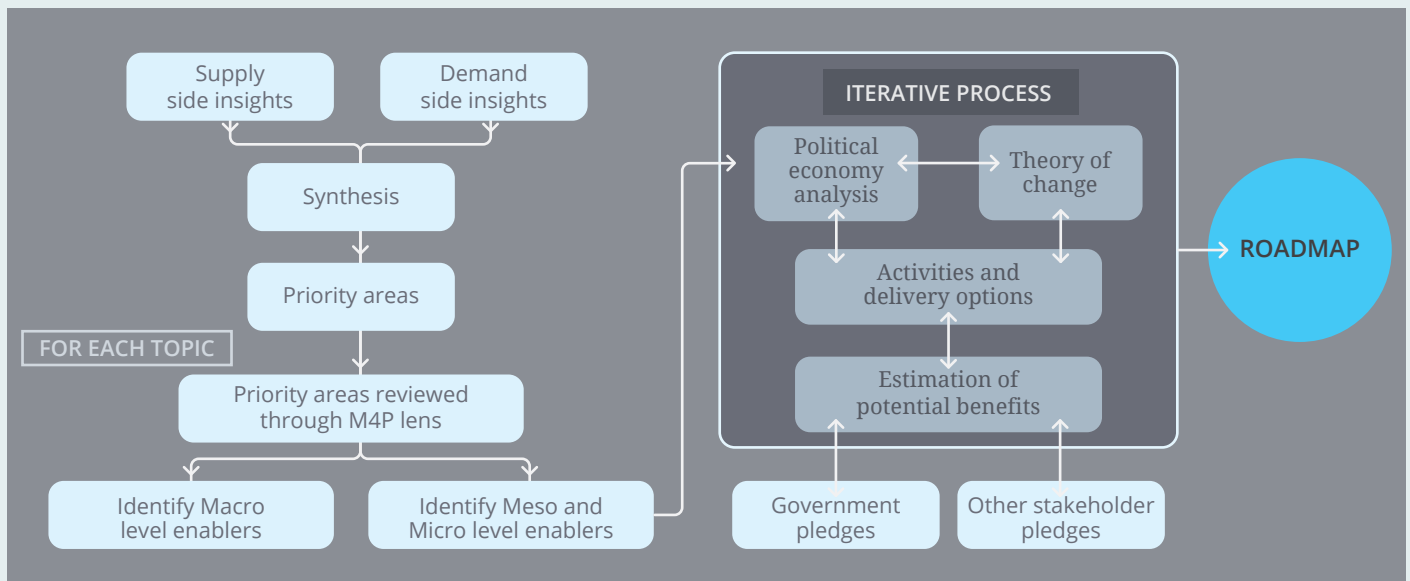 Supply
side insights
Demand
side insights
Synthesis
Priority areas
FOR EACH TOPIC
Priority areas reviewed
through M4P lens
Identify Macro
level enablers
Identify Meso and
Micro level enablers
ITERATIVE PROCESS
Political
economy
analysis
Theory of
change
Activities and
delivery options
Estimation of
potential benefits
Government
pledges
Other stakeholder
pledges
ROADMAP